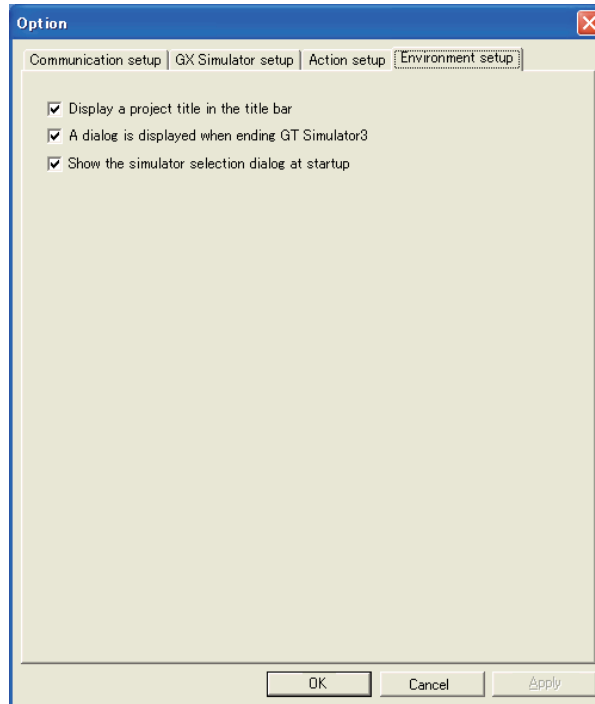 Option
Communication setup GX Simulator setup Action setup Environment setup
Display a project title in the title bar
A dialog is displayed when ending GT Simulator3
Show the simulator selection dialog at startup
OK Cancel Apply